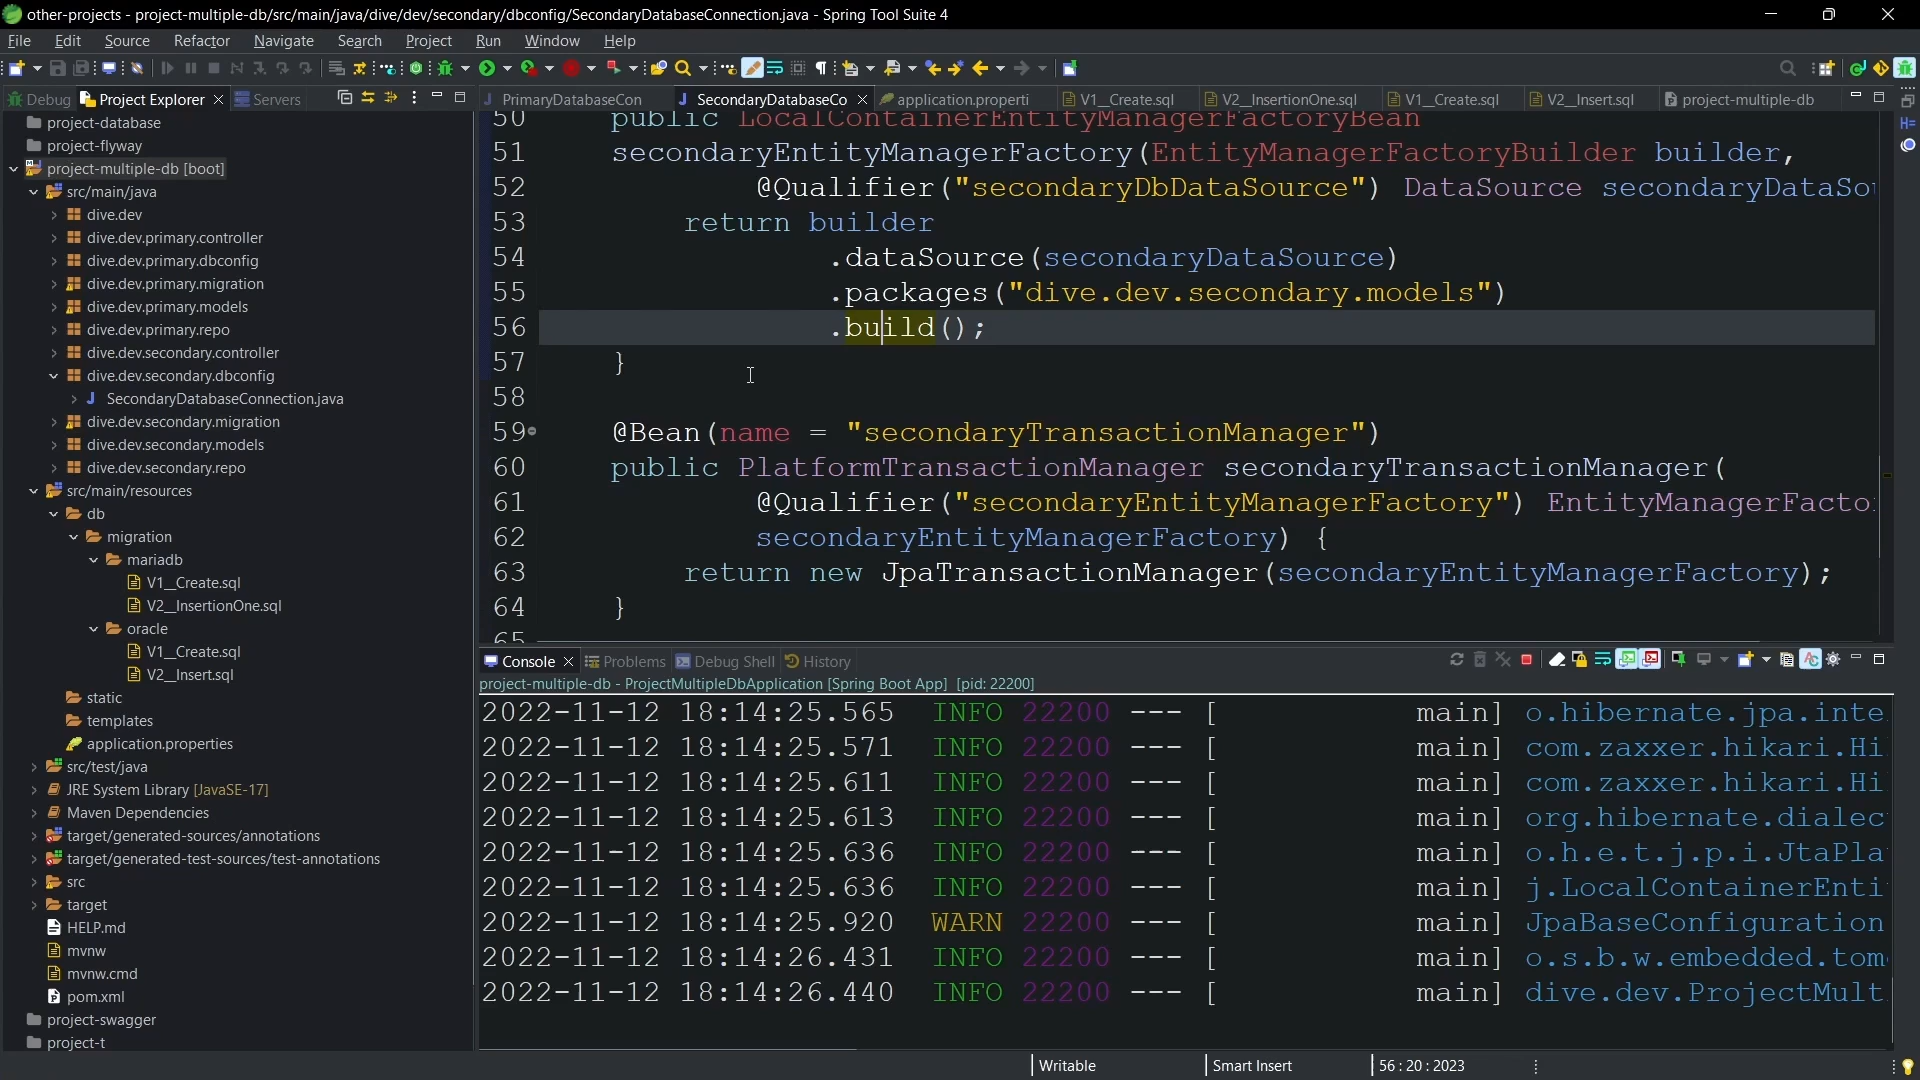 other-projects - project-multiple-db/src/main/java/dive/dev/secondary/dbconfig/SecondaryDatabaseConnection.java - Spring Tool Suite 4
File Edit Source Refactor Navigate Search Project Run Window Help
Debug Project Explorer Servers
PrimaryDatabaseCon SecondaryDatabaseCo application.properti V1__Create.sql V2__InsertionOne.sql V1__Create.sql V2__Insert.sql project-multiple-db
project-database
project-flyway
project-multiple-db [boot]
src/main/java
dive.dev
dive.dev.primary.controller
dive.dev.primary.dbconfig
dive.dev.primary.migration
dive.dev.primary.models
dive.dev.primary.repo
dive.dev.secondary.controller
dive.dev.secondary.dbconfig
SecondaryDatabaseConnection.java
dive.dev.secondary.migration
dive.dev.secondary.models
dive.dev.secondary.repo
src/main/resources
db
migration
mariadb
V1__Create.sql
V2__InsertionOne.sql
oracle
V1__Create.sql
V2__Insert.sql
static
templates
application.properties
src/test/java
JRE System Library [JavaSE-17]
Maven Dependencies
target/generated-sources/annotations
target/generated-test-sources/test-annotations
src
target
HELP.md
mvnw
mvnw.cmd
pom.xml
project-swagger
project-t
50 public LocalContainerEntityManagerFactoryBean
51 secondaryEntityManagerFactory(EntityManagerFactoryBuilder builder,
52 @Qualifier("secondaryDbDataSource") DataSource secondaryDataSou
53 return builder
54 .dataSource(secondaryDataSource)
55 .packages("dive.dev.secondary.models")
56 .build();
57 }
58
59 @Bean(name = "secondaryTransactionManager")
60 public PlatformTransactionManager secondaryTransactionManager(
61 @Qualifier("secondaryEntityManagerFactory") EntityManagerFacto
62 secondaryEntityManagerFactory) {
63 return new JpaTransactionManager(secondaryEntityManagerFactory);
64 }
65
Console Problems Debug Shell History
project-multiple-db - ProjectMultipleDbApplication [Spring Boot App] [pid: 22200]
2022-11-12 18:14:25.565 INFO 22200 --- [ main] o.hibernate.jpa.inte
2022-11-12 18:14:25.571 INFO 22200 --- [ main] com.zaxxer.hikari.Hi
2022-11-12 18:14:25.611 INFO 22200 --- [ main] com.zaxxer.hikari.Hi
2022-11-12 18:14:25.613 INFO 22200 --- [ main] org.hibernate.dialec
2022-11-12 18:14:25.636 INFO 22200 --- [ main] o.h.e.t.j.p.i.JtaPla
2022-11-12 18:14:25.636 INFO 22200 --- [ main] j.LocalContainerEnti
2022-11-12 18:14:25.920 WARN 22200 --- [ main] JpaBaseConfiguration
2022-11-12 18:14:26.431 INFO 22200 --- [ main] o.s.b.w.embedded.tom
2022-11-12 18:14:26.440 INFO 22200 --- [ main] dive.dev.ProjectMult
Writable Smart Insert 56 : 20 : 2023